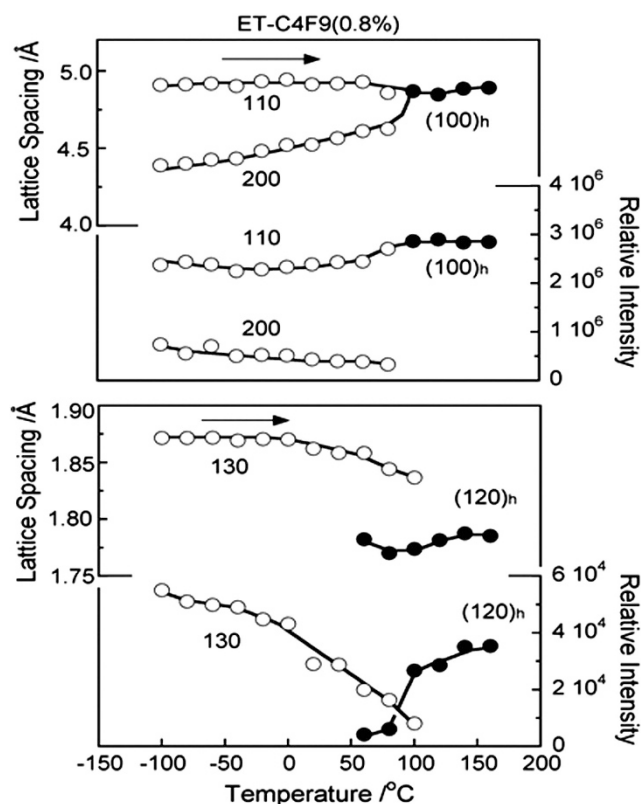 ET-C4F9(0.8%)
Lattice Spacing /Å
5.0
4.5
4.0
110
200
(100)h
110
200
(100)h
4 10⁶
3 10⁶
2 10⁶
1 10⁶
0
Relative Intensity
Lattice Spacing /Å
1.90
1.85
1.80
1.75
130
(120)h
130
(120)h
6 10⁴
4 10⁴
2 10⁴
0
Relative Intensity
-150 -100 -50 0 50 100 150 200
Temperature /°C